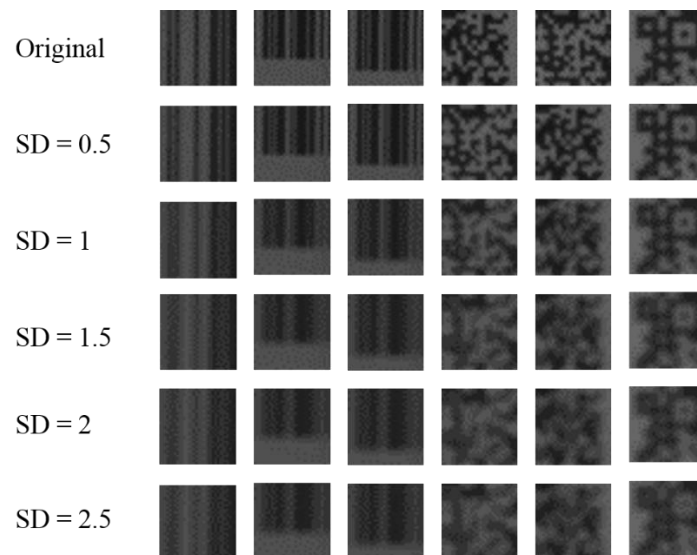 Original
SD = 0.5
SD = 1
SD = 1.5
SD = 2
SD = 2.5